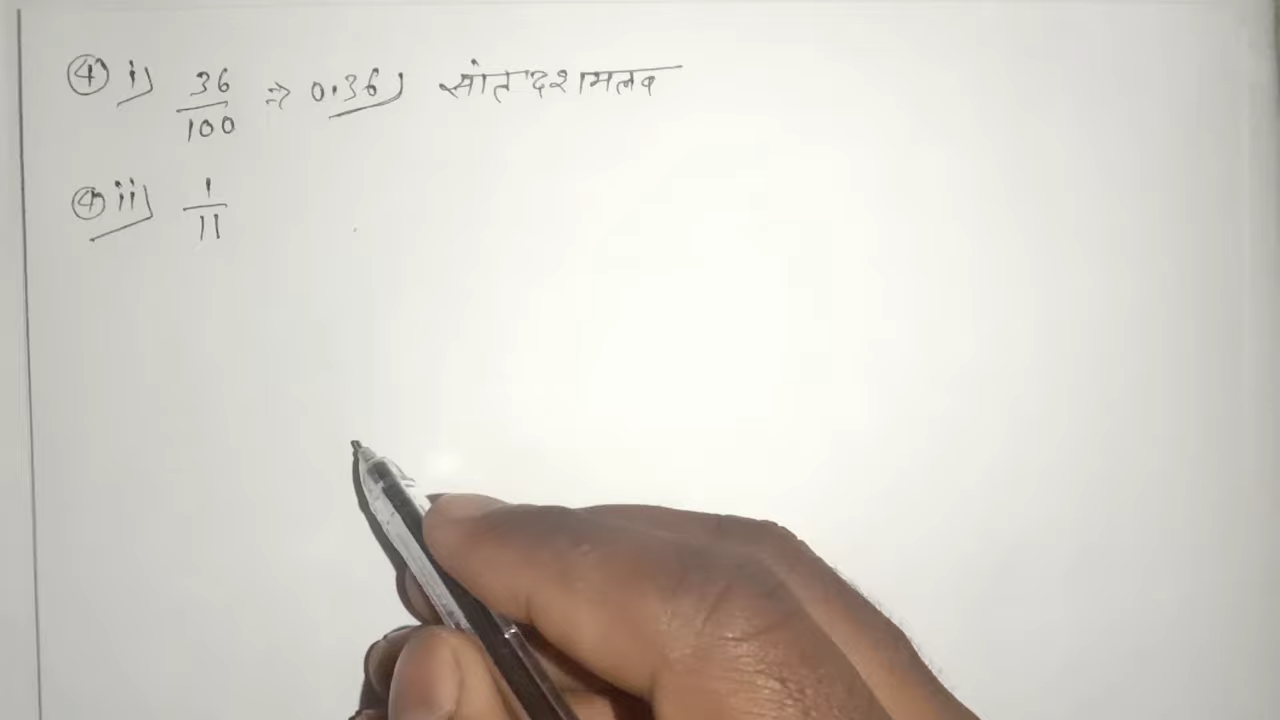 ④ i) 36/100 ⇒ 0.36, सांत दशमलव
④ ii) 1/11